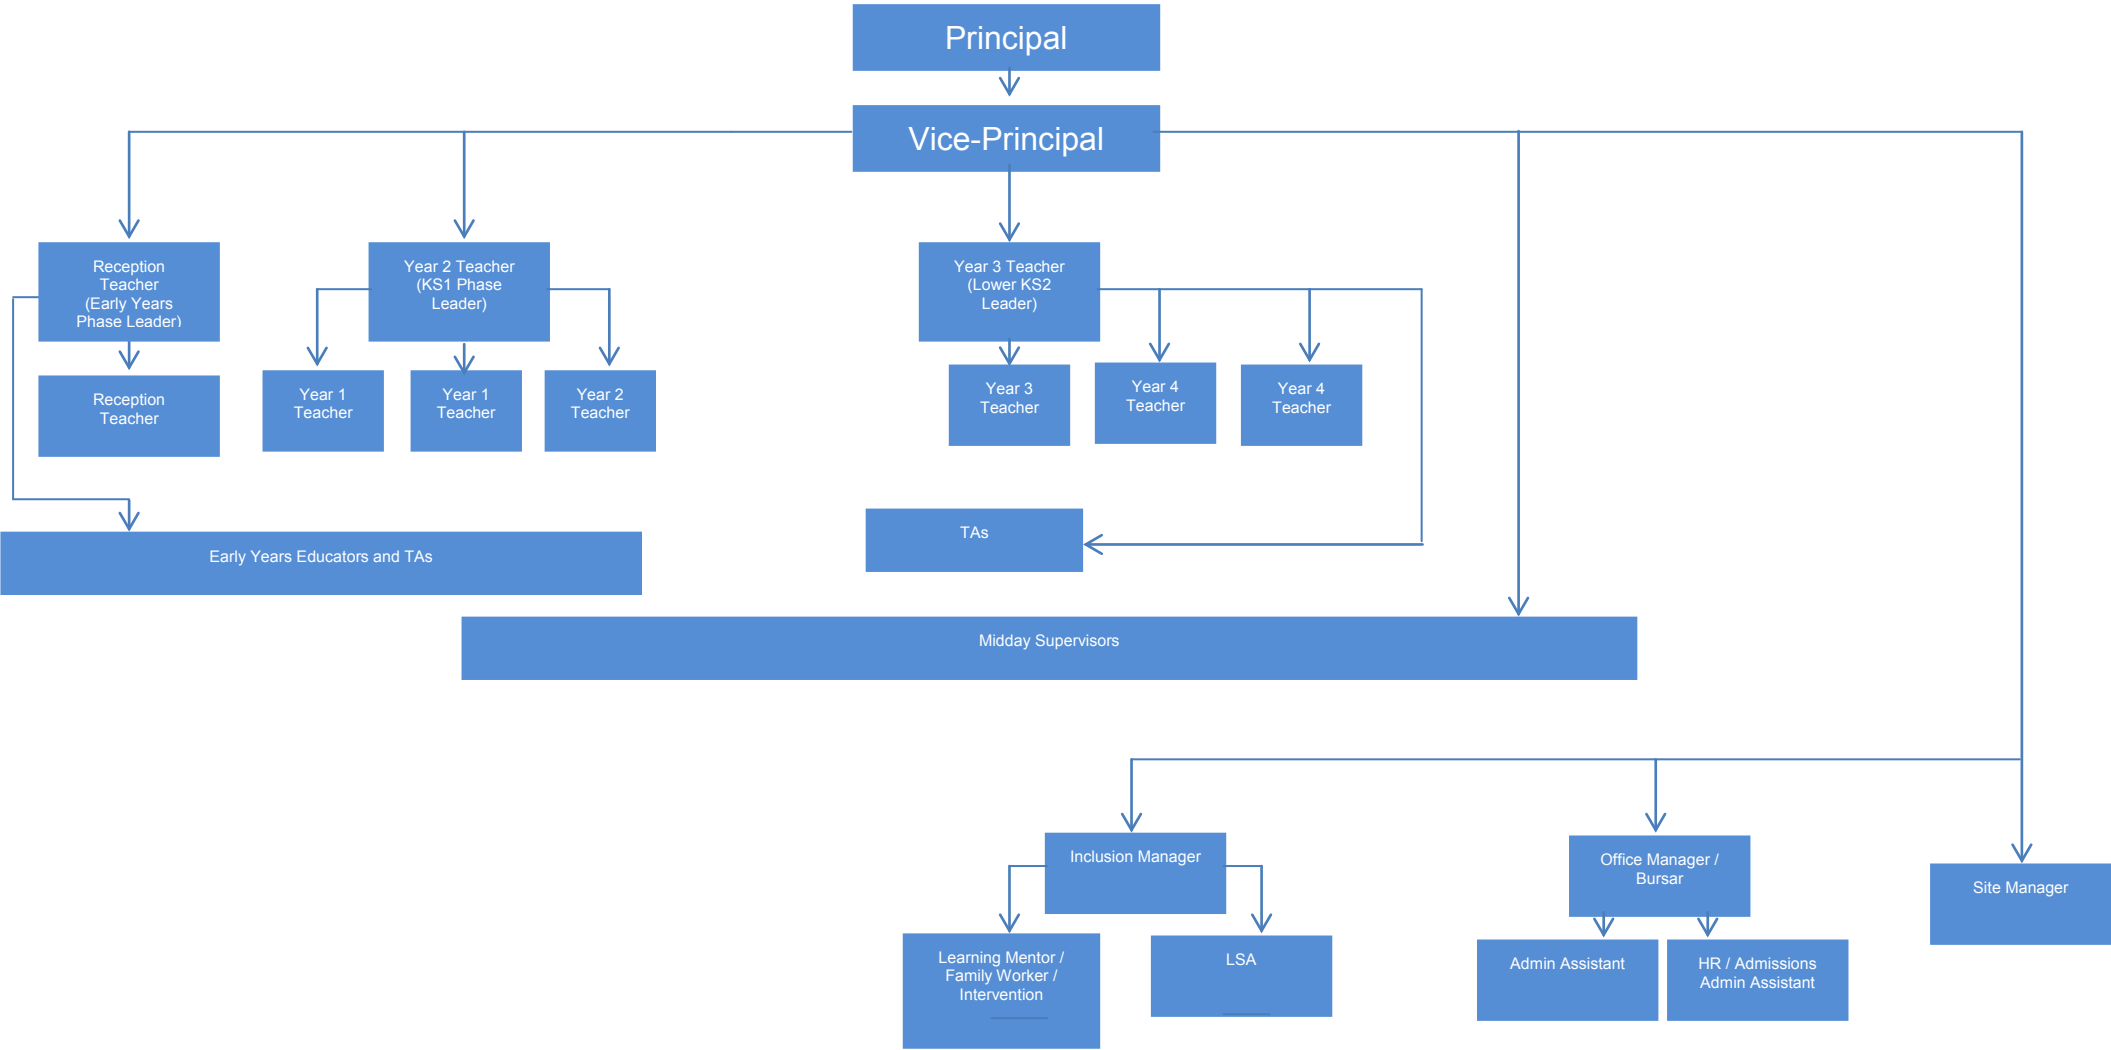 Principal
Vice-Principal
Reception
Teacher
(Early Years
Phase Leader)
Year 2 Teacher
(KS1 Phase
Leader)
Year 3 Teacher
(Lower KS2
Leader)
Reception
Teacher
Year 1
Teacher
Year 1
Teacher
Year 2
Teacher
Year 3
Teacher
Year 4
Teacher
Year 4
Teacher
TAs
Early Years Educators and TAs
Midday Supervisors
Inclusion Manager
Office Manager /
Bursar
Site Manager
Learning Mentor /
Family Worker /
Intervention
LSA
Admin Assistant
HR / Admissions
Admin Assistant